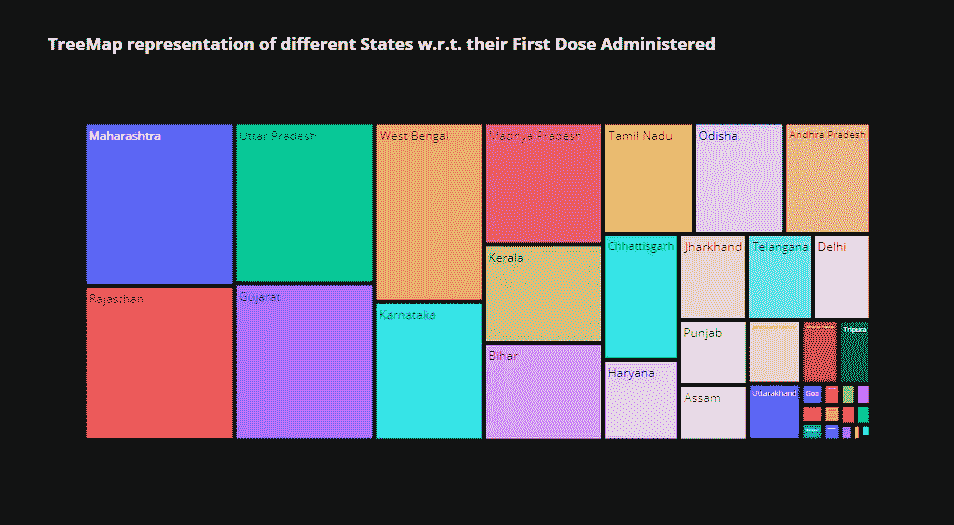 TreeMap representation of different States w.r.t. their First Dose Administered
Maharashtra
Uttar Pradesh
West Bengal
Madhya Pradesh
Tamil Nadu
Odisha
Andhra Pradesh
Rajasthan
Gujarat
Karnataka
Kerala
Bihar
Chhattisgarh
Jharkhand
Telangana
Delhi
Haryana
Punjab
Assam
Tripura
Uttarakhand
Goa